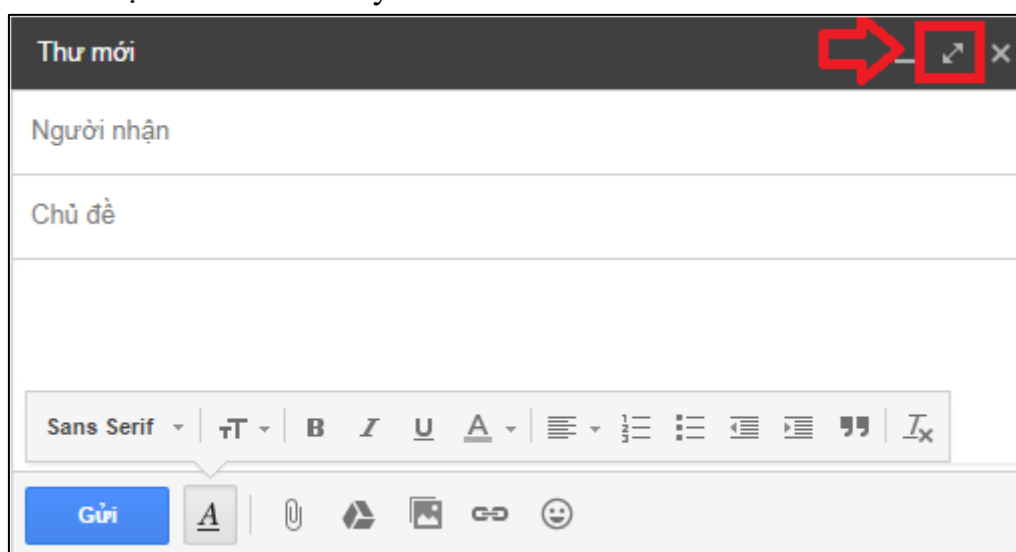 Thư mới
Người nhận
Chủ đề
Sans Serif
Gửi